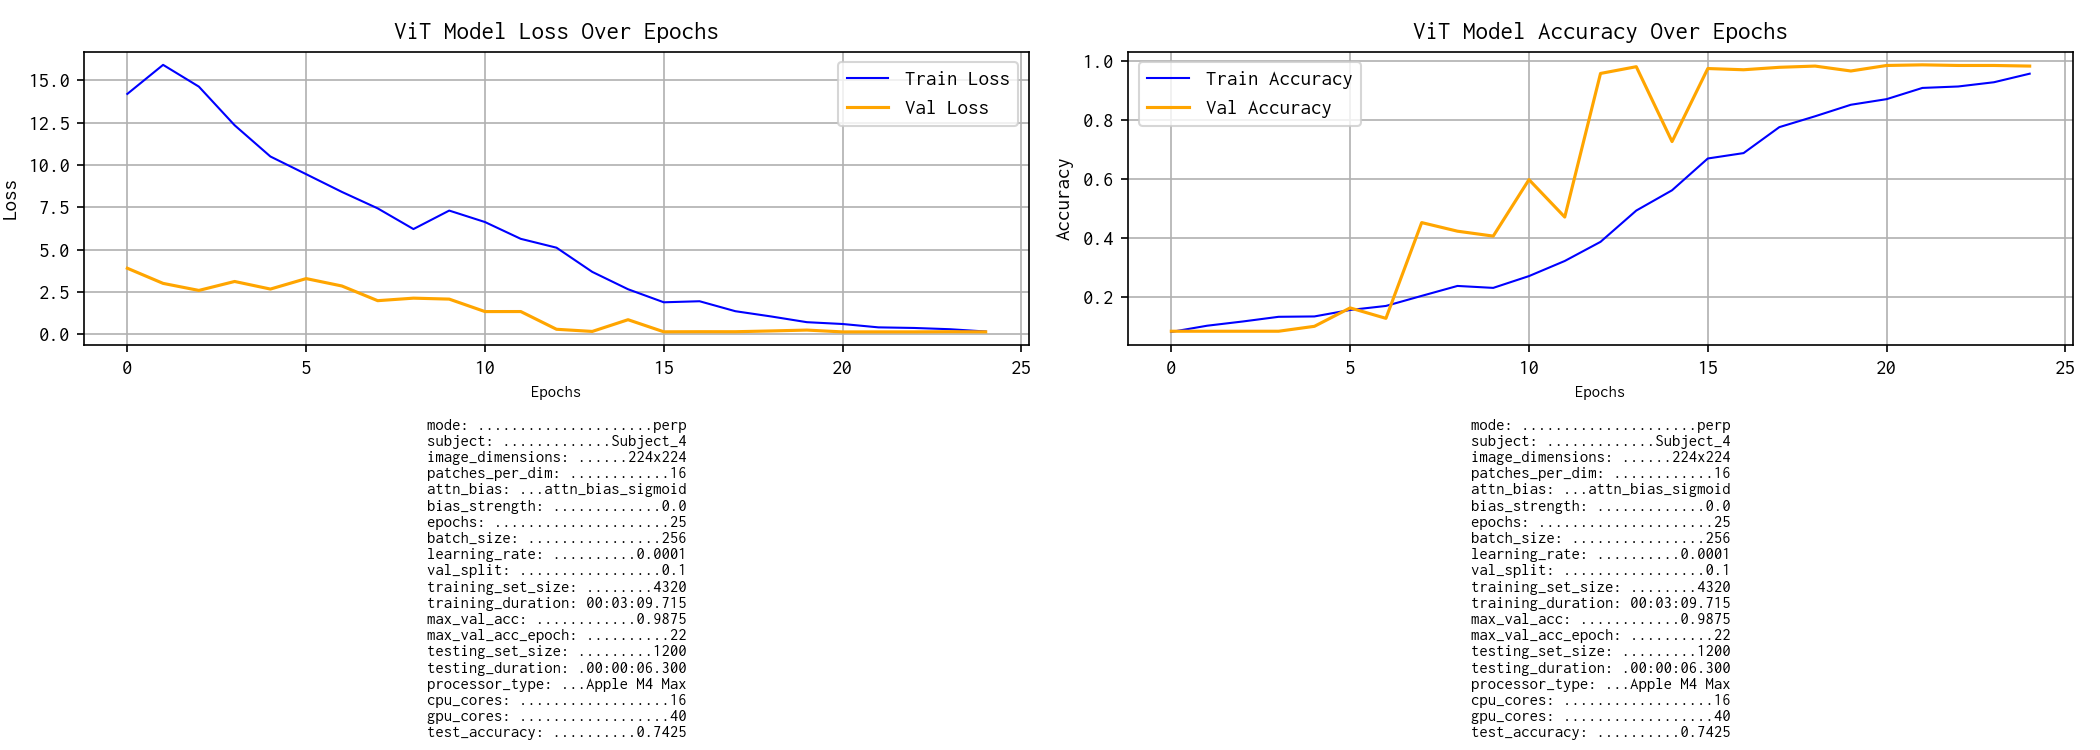 ViT Model Loss Over Epochs
Train Loss
Val Loss
15.0
12.5
10.0
7.5
5.0
2.5
0.0
Loss
0 5 10 15 20 25
Epochs
mode: .....................perp
subject: .............Subject_4
image_dimensions: ......224x224
patches_per_dim: ............16
attn_bias: ...attn_bias_sigmoid
bias_strength: .............0.0
epochs: .....................25
batch_size: ................256
learning_rate: ..........0.0001
val_split: .................0.1
training_set_size: ........4320
training_duration: 00:03:09.715
max_val_acc: ............0.9875
max_val_acc_epoch: ..........22
testing_set_size: .........1200
testing_duration: .00:00:06.300
processor_type: ...Apple M4 Max
cpu_cores: ..................16
gpu_cores: ..................40
test_accuracy: ..........0.7425
ViT Model Accuracy Over Epochs
Train Accuracy
Val Accuracy
1.0
0.8
0.6
0.4
0.2
Accuracy
0 5 10 15 20 25
Epochs
mode: .....................perp
subject: .............Subject_4
image_dimensions: ......224x224
patches_per_dim: ............16
attn_bias: ...attn_bias_sigmoid
bias_strength: .............0.0
epochs: .....................25
batch_size: ................256
learning_rate: ..........0.0001
val_split: .................0.1
training_set_size: ........4320
training_duration: 00:03:09.715
max_val_acc: ............0.9875
max_val_acc_epoch: ..........22
testing_set_size: .........1200
testing_duration: .00:00:06.300
processor_type: ...Apple M4 Max
cpu_cores: ..................16
gpu_cores: ..................40
test_accuracy: ..........0.7425